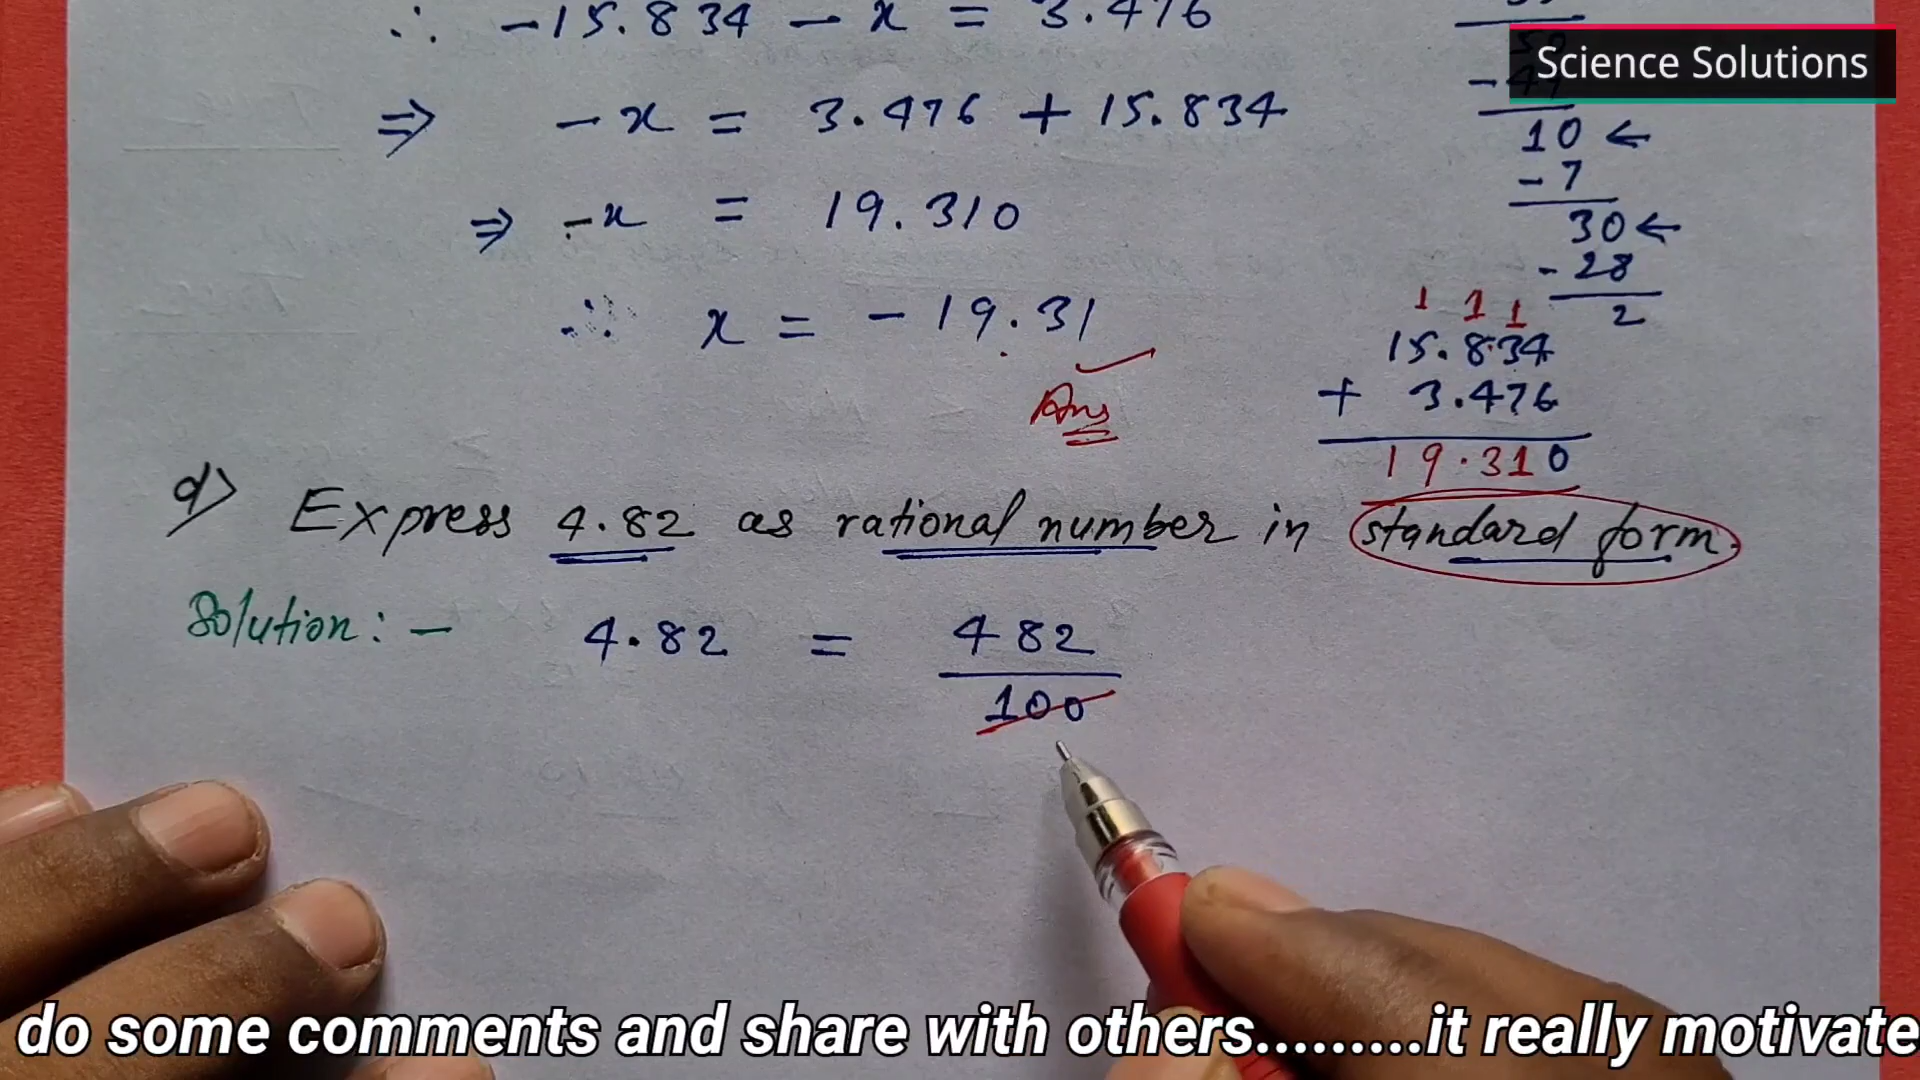 ∴ -15.834 - x = 3.476
Science Solutions
⇒ -x = 3.476 + 15.834
10 ←
- 7
⇒ -x = 19.310
30 ←
- 28
2
∴ x = -19.31
Ans
1 1 1
15.834
+ 3.476
19.310
d> Express 4.82 as rational number in standard form.
Solution:- 4.82 = 482
100
do some comments and share with others.........it really motivate